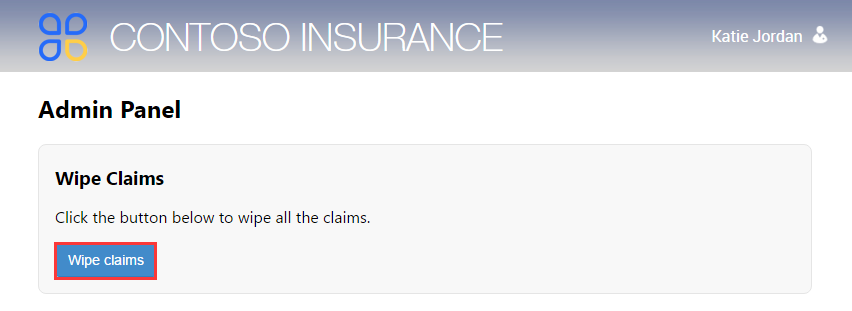 CONTOSO INSURANCE
Katie Jordan
Admin Panel
Wipe Claims
Click the button below to wipe all the claims.
Wipe claims